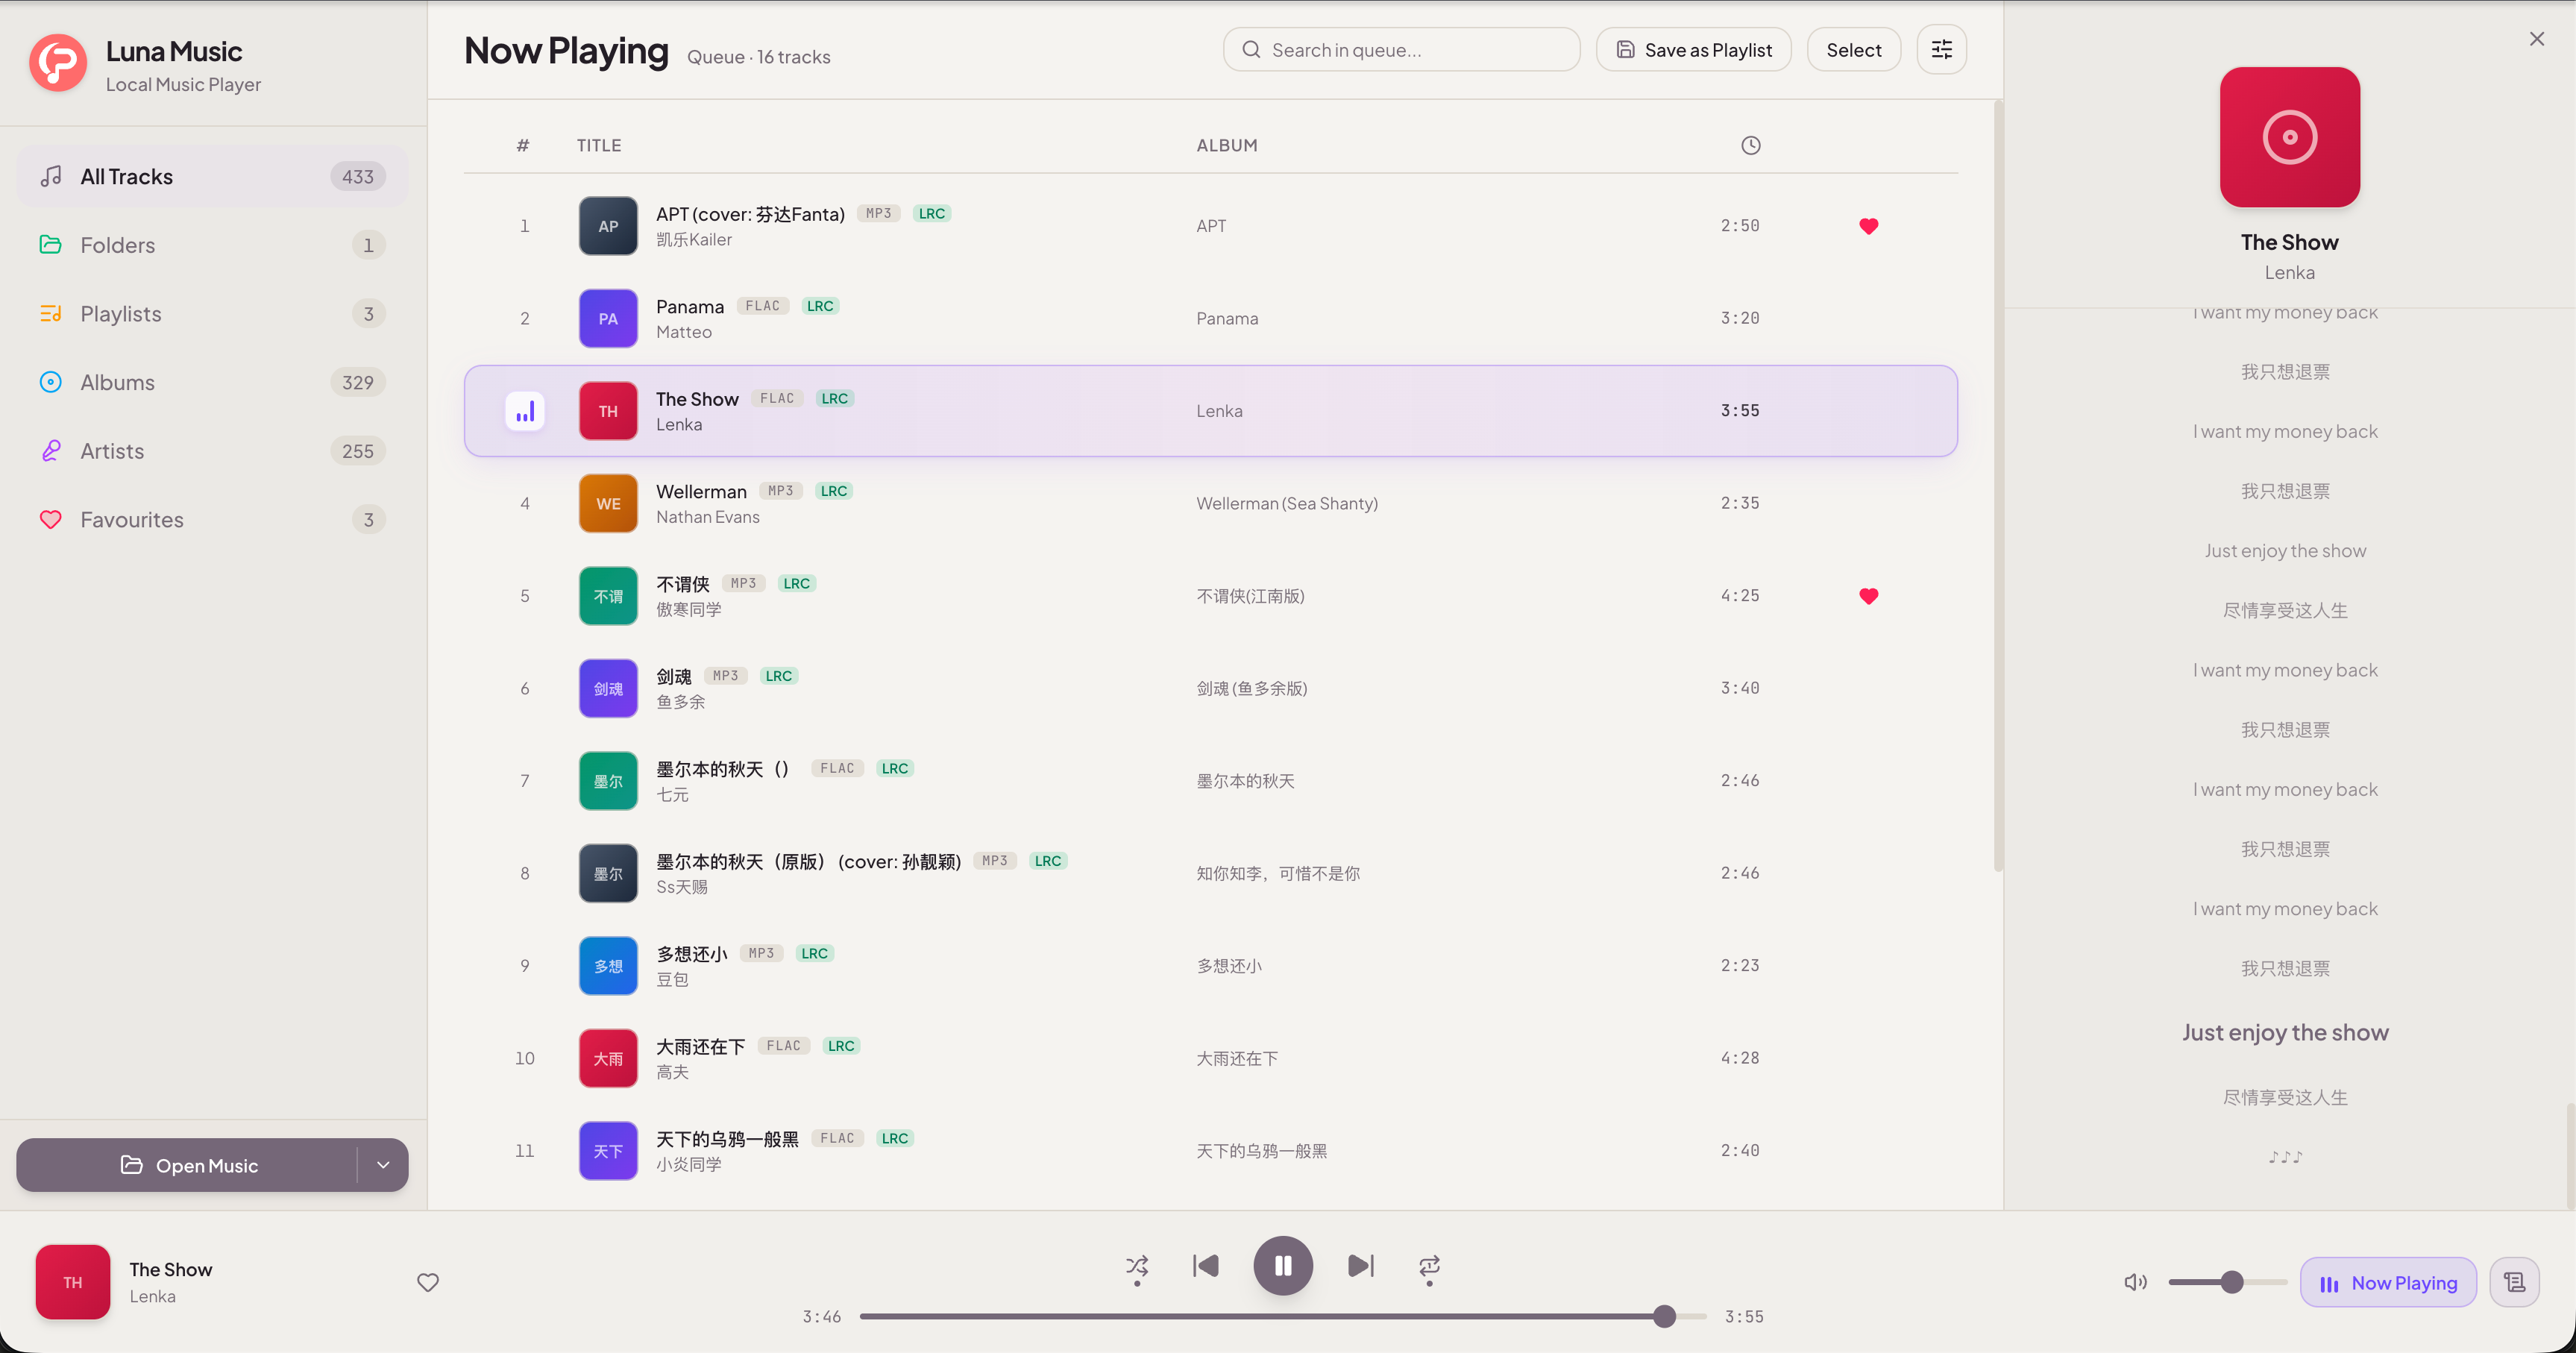 Luna Music
Local Music Player
All Tracks 433
Folders 1
Playlists 3
Albums 329
Artists 255
Favourites 3
Open Music
Now Playing Queue · 16 tracks
Search in queue...
Save as Playlist
Select
# TITLE ALBUM
1 AP APT (cover: 芬达Fanta) MP3 LRC APT 2:50
凯乐Kailer
2 PA Panama FLAC LRC Panama 3:20
Matteo
TH The Show FLAC LRC Lenka 3:55
Lenka
4 WE Wellerman MP3 LRC Wellerman (Sea Shanty) 2:35
Nathan Evans
5 不谓 不谓侠 MP3 LRC 不谓侠(江南版) 4:25
傲寒同学
6 剑魂 剑魂 MP3 LRC 剑魂 (鱼多余版) 3:40
鱼多余
7 墨尔 墨尔本的秋天（） FLAC LRC 墨尔本的秋天 2:46
七元
8 墨尔 墨尔本的秋天（原版） (cover: 孙靓颖) MP3 LRC 知你知李，可惜不是你 2:46
Ss天赐
9 多想 多想还小 MP3 LRC 多想还小 2:23
豆包
10 大雨 大雨还在下 FLAC LRC 大雨还在下 4:28
高夫
11 天下 天下的乌鸦一般黑 FLAC LRC 天下的乌鸦一般黑 2:40
小炎同学
The Show
Lenka
I want my money back
我只想退票
I want my money back
我只想退票
Just enjoy the show
尽情享受这人生
I want my money back
我只想退票
I want my money back
我只想退票
I want my money back
我只想退票
Just enjoy the show
尽情享受这人生
♪♪♪
TH The Show
Lenka
3:46 3:55
Now Playing